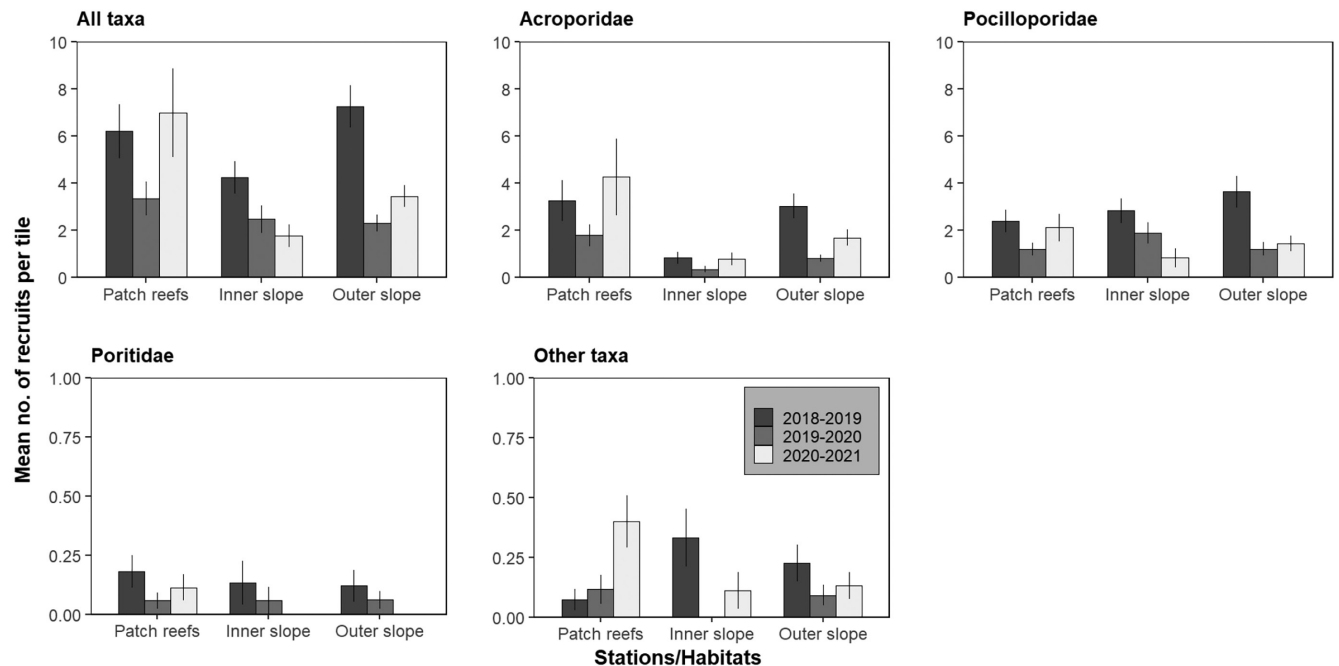 All taxa
10
8
6
4
2
0
Patch reefs
Inner slope
Outer slope
Acroporidae
10
8
6
4
2
0
Patch reefs
Inner slope
Outer slope
Pocilloporidae
10
8
6
4
2
0
Patch reefs
Inner slope
Outer slope
Mean no. of recruits per tile
Poritidae
1.00
0.75
0.50
0.25
0.00
Patch reefs
Inner slope
Outer slope
Other taxa
1.00
0.75
0.50
0.25
0.00
2018-2019
2019-2020
2020-2021
Patch reefs
Inner slope
Outer slope
Stations/Habitats